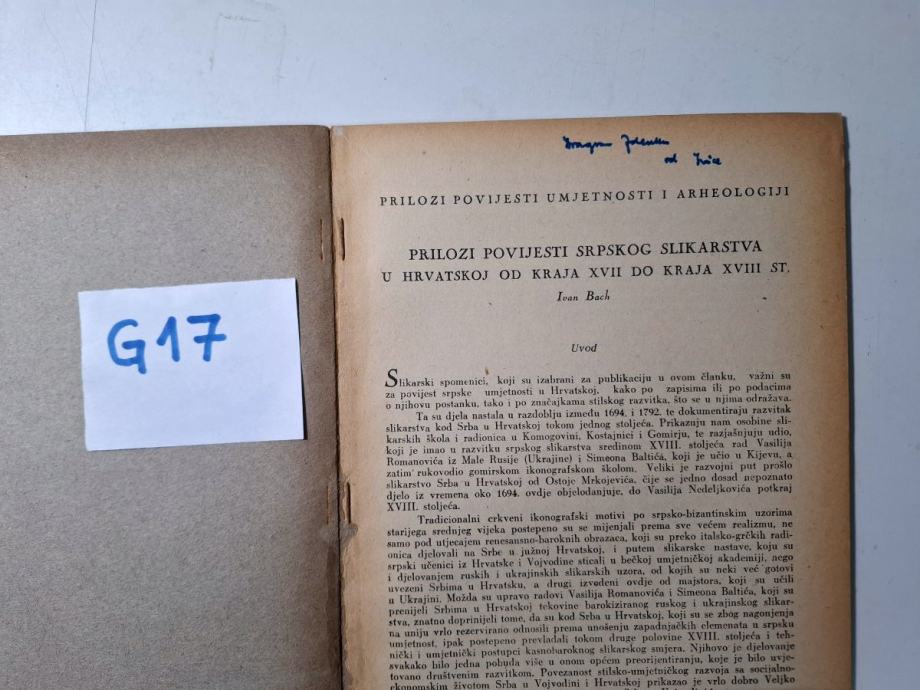 G17
od Ivice
PRILOZI POVIJESTI UMJETNOSTI I ARHEOLOGIJI
PRILOZI POVIJESTI SRPSKOG SLIKARSTVA
U HRVATSKOJ OD KRAJA XVII DO KRAJA XVIII ST.
Ivan Bach
Uvod
Slikarski spomenici, koji su izabrani za publikaciju u ovom članku, važni su
za povijest srpske umjetnosti u Hrvatskoj, kako po zapisima ili po podacima
o njihovu postanku, tako i po značajkama stilskog razvitka, što se u njima odražava.
Ta su djela nastala u razdoblju između 1694. i 1792. te dokumentiraju razvitak
slikarstva kod Srba u Hrvatskoj tokom jednog stoljeća. Prikazuju nam osobine sli-
karskih škola i radionica u Komogovini, Kostajnici i Gomirju, te razjašnjuju udio,
koji je imao u razvitku srpskog slikarstva sredinom XVIII. stoljeća rad Vasilija
Romanovića iz Male Rusije (Ukrajine) i Simeona Baltića, koji je učio u Kijevu, a
zatim rukovodio gomirskom ikonografskom školom. Veliki je razvojni put prošlo
slikarstvo Srba u Hrvatskoj od Ostoje Mrkojevića, čije se jedno dosad nepoznato
djelo iz vremena oko 1694. ovdje objelodanjuje, do Vasilija Nedeljkovića potkraj
XVIII. stoljeća.
Tradicionalni crkveni ikonografski motivi po srpsko-bizantinskim uzorima
starijega srednjeg vijeka postepeno su se mijenjali prema sve većem realizmu, ne
samo pod utjecajem renesansno-baroknih obrazaca, koji su preko italsko-grčkih radi-
onica djelovali na Srbe u južnoj Hrvatskoj, i putem slikarske nastave, koju su
srpski učenici iz Hrvatske i Vojvodine sticali u bečkoj umjetničkoj akademiji, nego
i djelovanjem ruskih i ukrajinskih slikarskih uzora, od kojih su neki već gotovi
uvezeni Srbima u Hrvatsku, a drugi izvedeni ovdje od majstora, koji su učili
u Ukrajini. Možda su upravo radovi Vasilija Romanovića i Simeona Baltića, koji su
prenijeli Srbima u Hrvatskoj tekovine barokiziranog ruskog i ukrajinskog slikar-
stva, znatno doprinijeli tome, da su kod Srba u Hrvatskoj, koji su se zbog nagonjenja
na uniju vrlo rezervirano odnosili prema unošenju zapadnjačkih elemenata u srpsku
umjetnost, ipak postepeno prevladali tokom druge polovine XVIII. stoljeća i teh-
nički i umjetnički postupci kasnobaroknog slikarskog smjera. Njihovo je djelovanje
svakako bilo jedna pobuda više u onom općem preorijentiranju, koje je bilo uvje-
tovano društvenim razvitkom. Povezanost stilsko-umjetničkog razvoja sa socijalno-
ekonomskim životom Srba u Vojvodini i Hrvatskoj prikazao je vrlo dobro Veljko